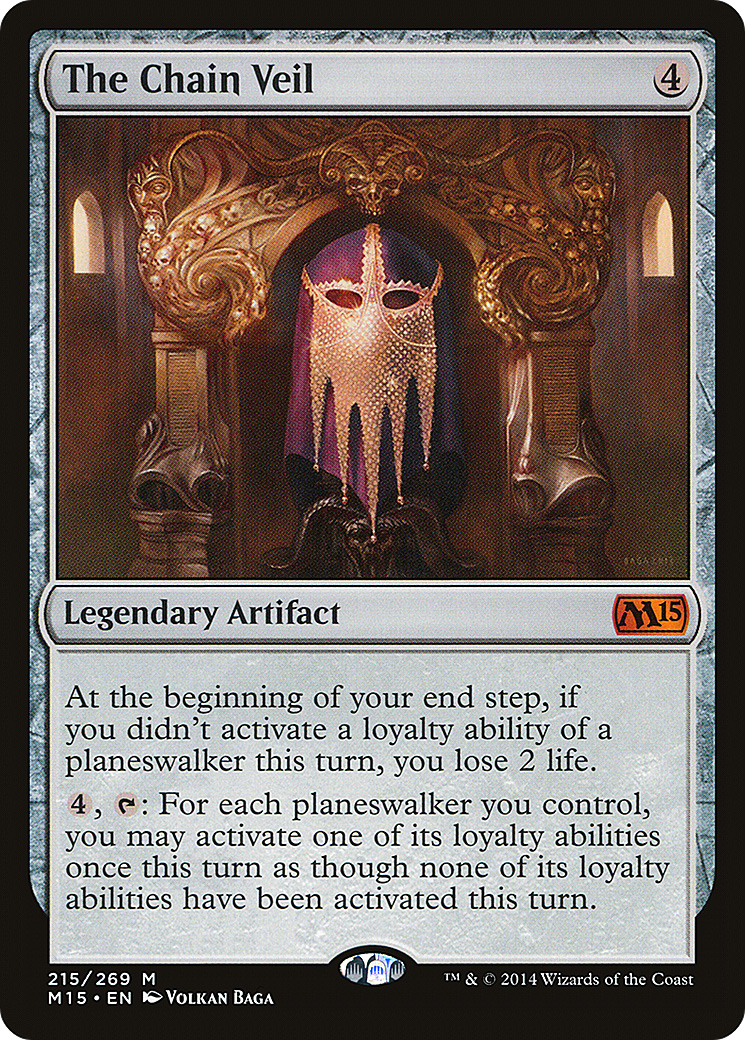 The Chain Veil 4
BAGA 2013
Legendary Artifact M15
At the beginning of your end step, if
you didn't activate a loyalty ability of a
planeswalker this turn, you lose 2 life.
4, : For each planeswalker you control,
you may activate one of its loyalty abilities
once this turn as though none of its loyalty
abilities have been activated this turn.
215/269 M
M15 • EN VOLKAN BAGA
™ & © 2014 Wizards of the Coast